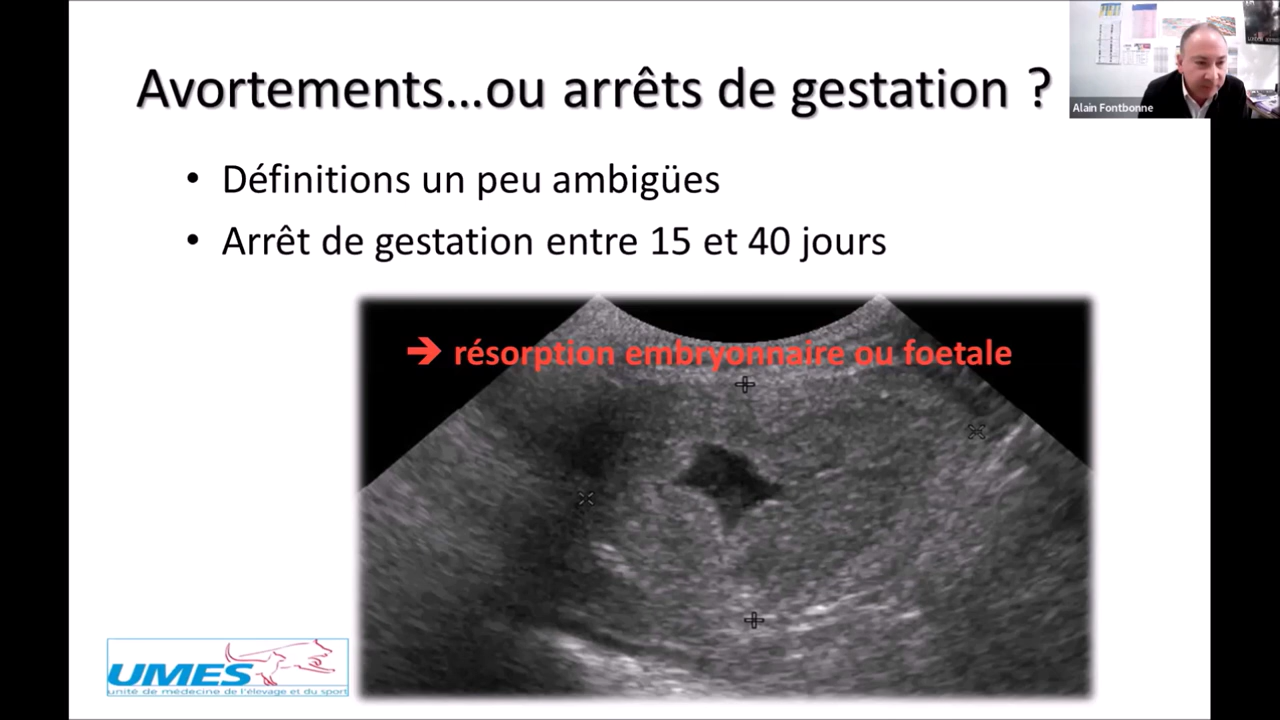 Avortements...ou arrêts de gestation ?
Alain Fontbonne
• Définitions un peu ambigües
• Arrêt de gestation entre 15 et 40 jours
➔ résorption embryonnaire ou foetale
UMES
unité de médecine de l'élevage et du sport